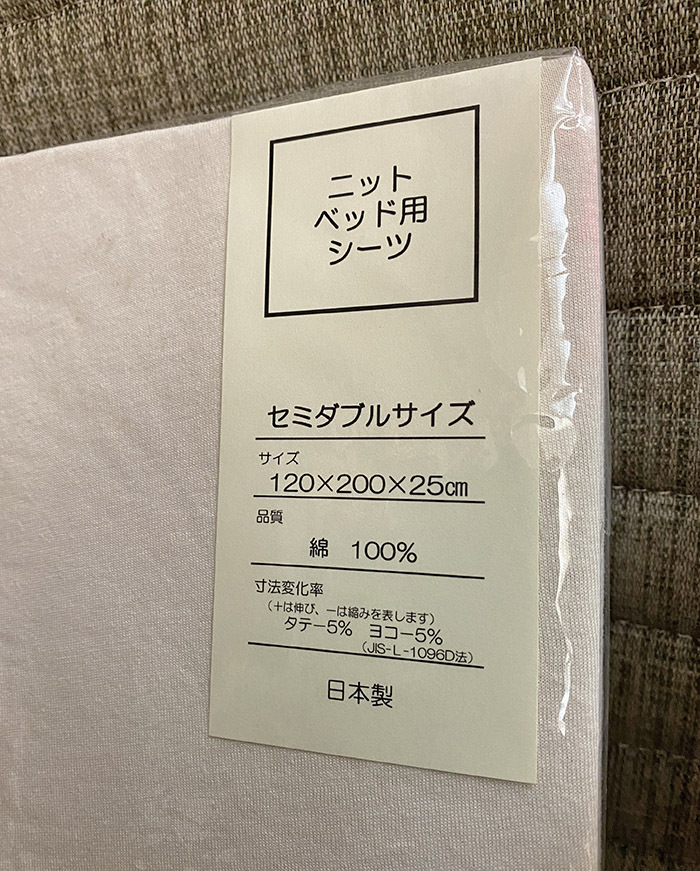 ニット
ベッド用
シーツ
セミダブルサイズ
サイズ
120×200×25cm
品質
綿 100%
寸法変化率
（＋は伸び、－は縮みを表します）
タテ－5% ヨコ－5%
（JIS-L-1096D法）
日本製